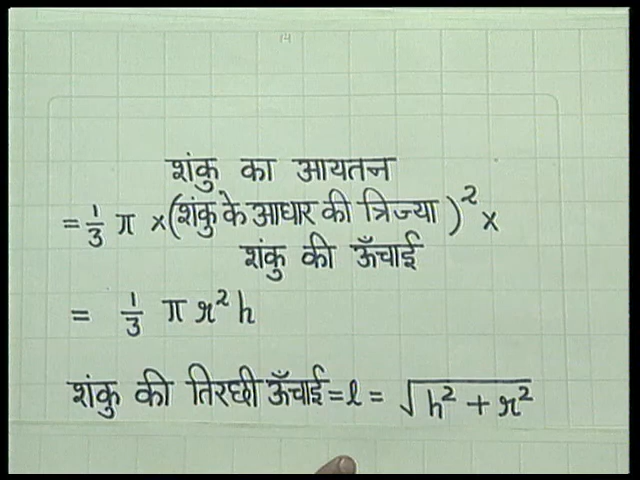 शंकु का आयतन
= 1/3 π × (शंकु के आधार की त्रिज्या)² ×
शंकु की ऊँचाई
= 1/3 π r² h
शंकु की तिरछी ऊँचाई = l = √(h² + r²)